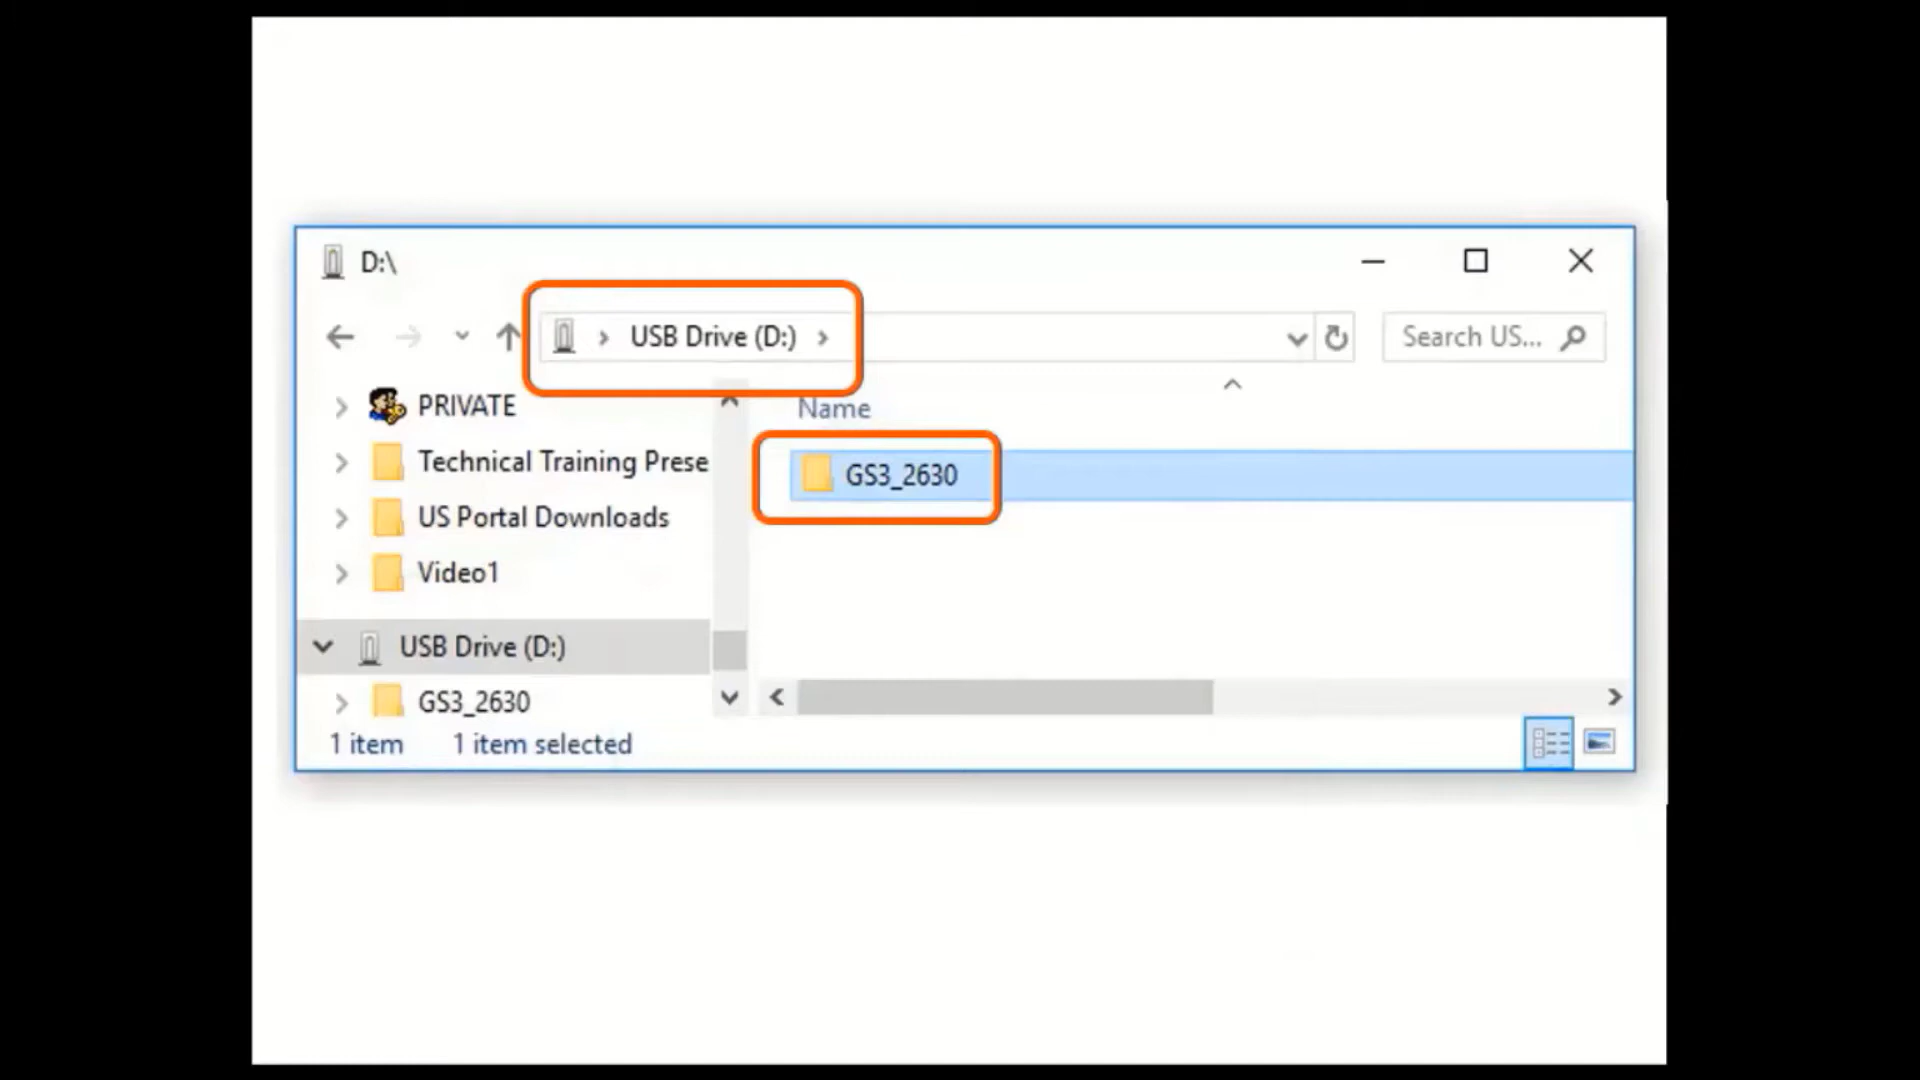 D:\
USB Drive (D:)
Search US...
PRIVATE
Name
Technical Training Prese
GS3_2630
US Portal Downloads
Video1
USB Drive (D:)
GS3_2630
1 item 1 item selected